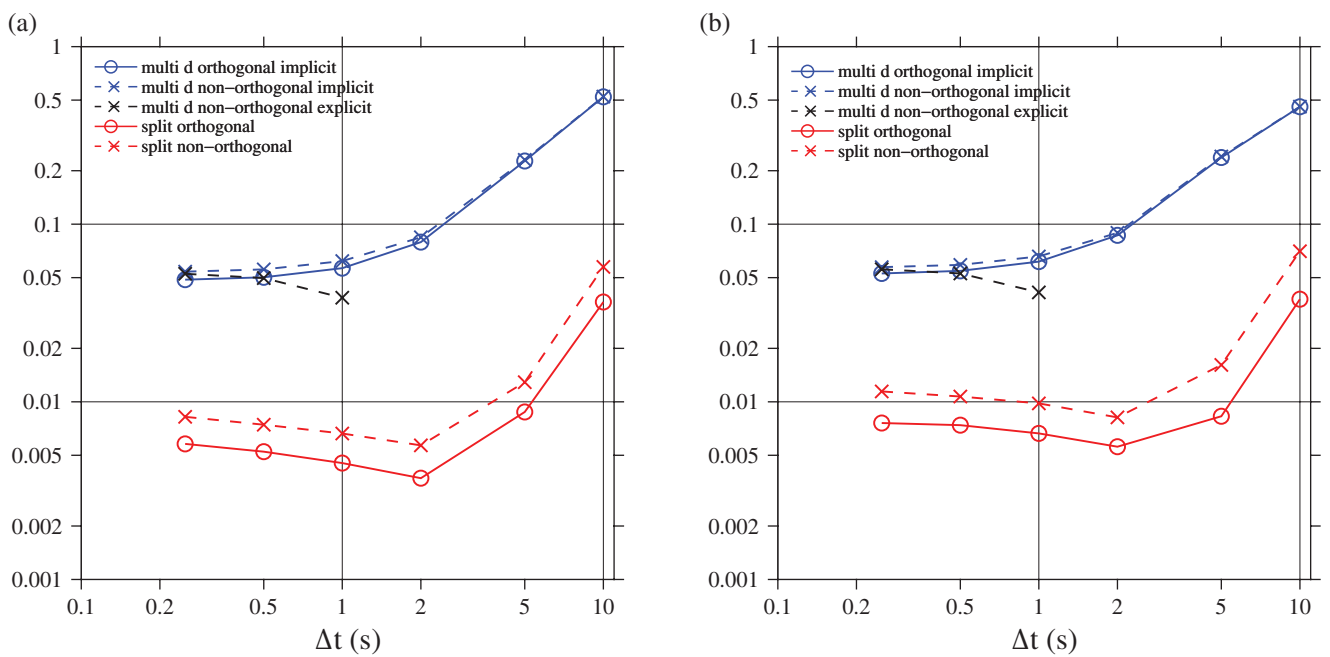 (a)
1
0.5
0.2
0.1
0.05
0.02
0.01
0.005
0.002
0.001
multi d orthogonal implicit
multi d non−orthogonal implicit
multi d non−orthogonal explicit
split orthogonal
split non−orthogonal
0.1
0.2
0.5
1
2
5
10
Δt (s)
(b)
1
0.5
0.2
0.1
0.05
0.02
0.01
0.005
0.002
0.001
multi d orthogonal implicit
multi d non−orthogonal implicit
multi d non−orthogonal explicit
split orthogonal
split non−orthogonal
0.1
0.2
0.5
1
2
5
10
Δt (s)